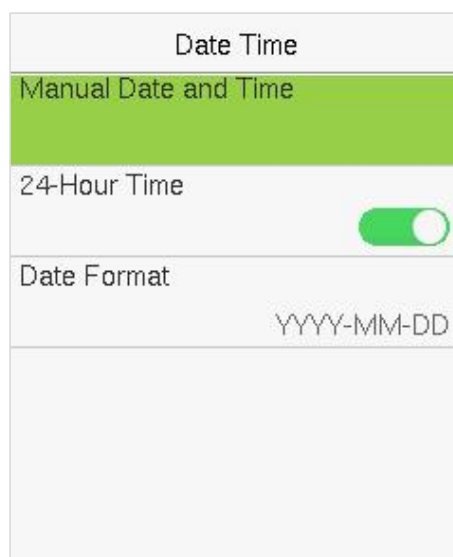 Date Time
Manual Date and Time
24-Hour Time
Date Format
YYYY-MM-DD